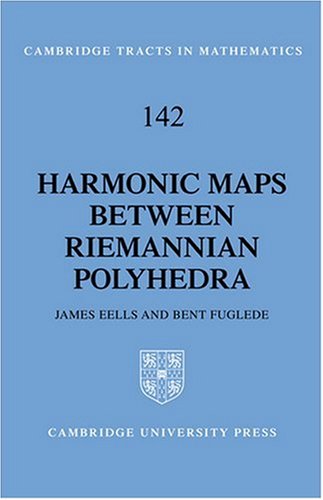 CAMBRIDGE TRACTS IN MATHEMATICS
142
HARMONIC MAPS
BETWEEN
RIEMANNIAN
POLYHEDRA
JAMES EELLS AND BENT FUGLEDE
CAMBRIDGE UNIVERSITY PRESS